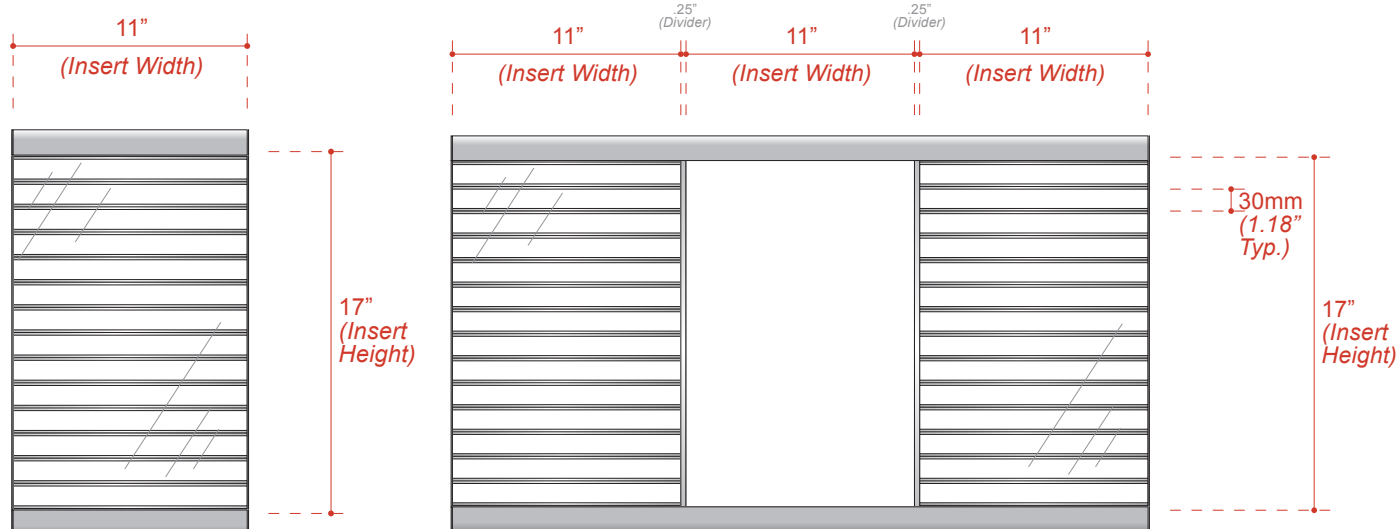 11”
(Insert Width)
17”
(Insert
Height)
.25”
(Divider)
.25”
(Divider)
11”
11”
11”
(Insert Width)
(Insert Width)
(Insert Width)
30mm
(1.18”
Typ.)
17”
(Insert
Height)